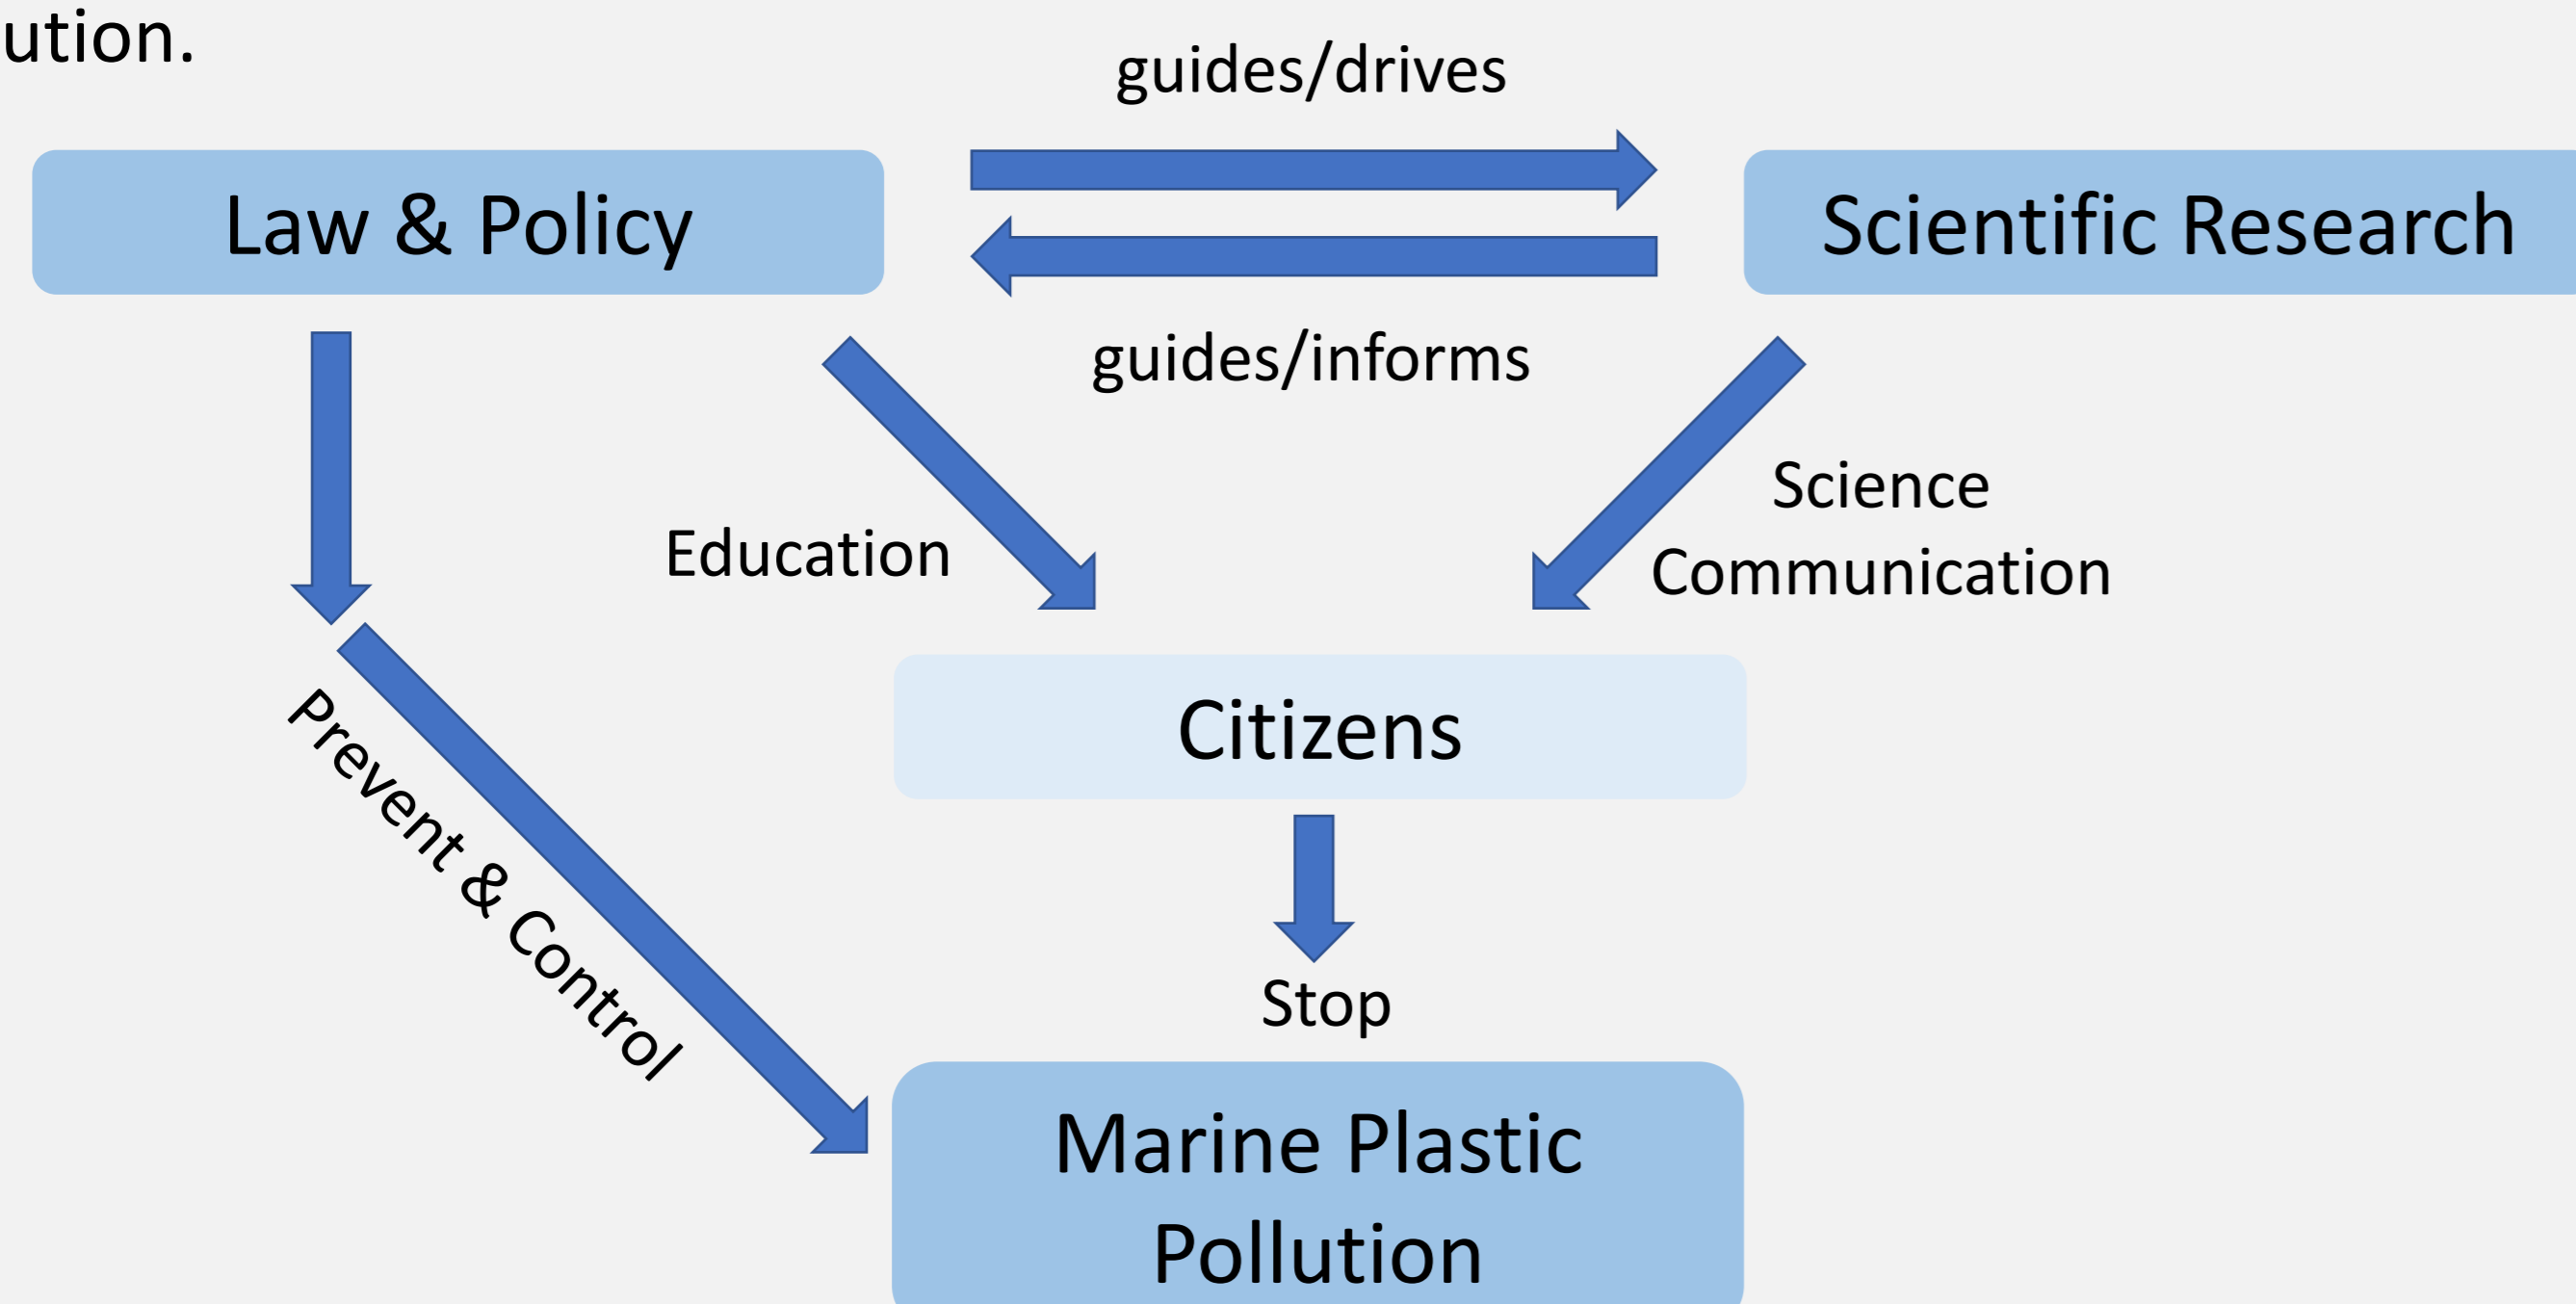 ution.
guides/drives
Law & Policy
Scientific Research
guides/informs
Science
Communication
Education
Citizens
Prevent & Control
Stop
Marine Plastic
Pollution